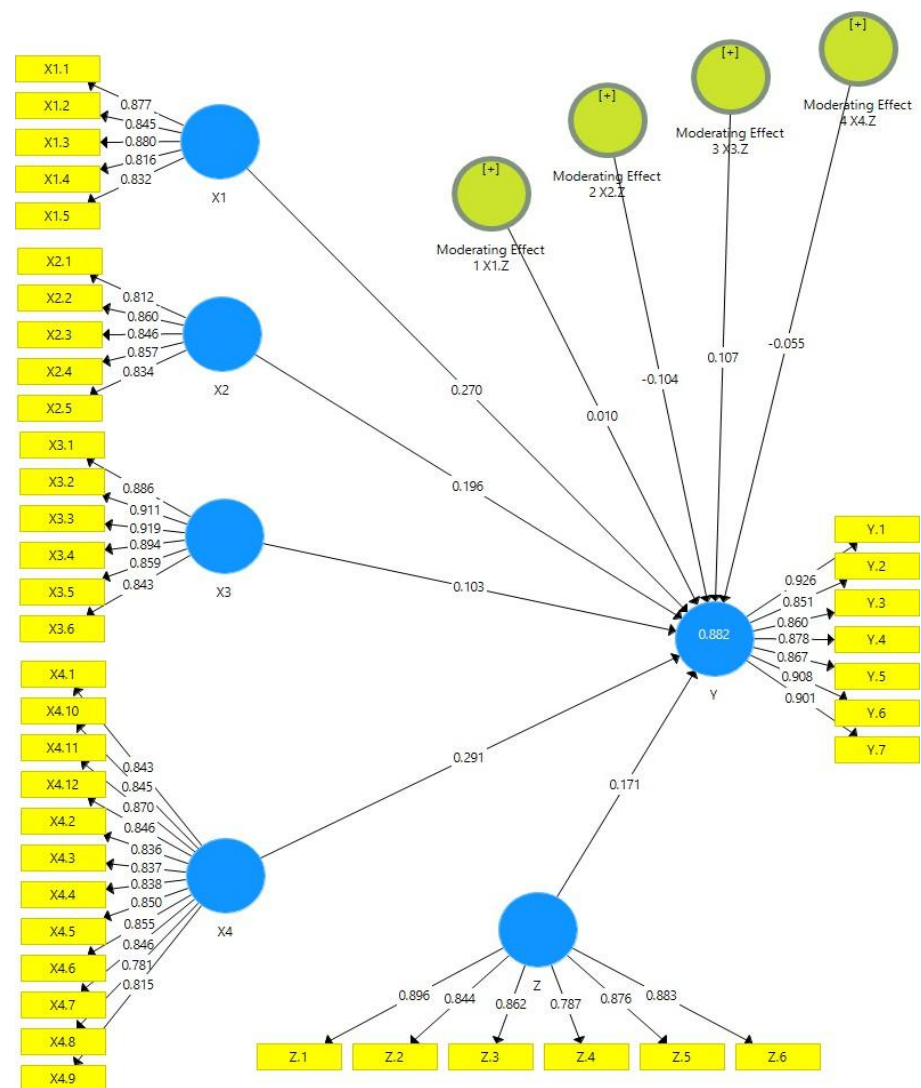 [+]
Moderating Effect
4 X4.Z
[+]
Moderating Effect
3 X3.Z
[+]
Moderating Effect
2 X2.Z
[+]
Moderating Effect
1 X1.Z
X1.1
X1.2
X1.3
X1.4
X1.5
0.877
0.845
0.880
0.816
0.832
X1
X2.1
X2.2
X2.3
X2.4
X2.5
0.812
0.860
0.846
0.857
0.834
X2
X3.1
X3.2
X3.3
X3.4
X3.5
X3.6
0.886
0.911
0.919
0.894
0.859
0.843
X3
X4.1
X4.10
X4.11
X4.12
X4.2
X4.3
X4.4
X4.5
X4.6
X4.7
X4.8
X4.9
0.843
0.845
0.870
0.846
0.836
0.837
0.838
0.850
0.855
0.846
0.781
0.815
X4
0.270
0.196
0.103
0.291
0.171
0.010
-0.104
0.107
-0.055
0.882
Y
0.926
0.851
0.860
0.878
0.867
0.908
0.901
Y.1
Y.2
Y.3
Y.4
Y.5
Y.6
Y.7
Z
0.896
0.844
0.862
0.787
0.876
0.883
Z.1
Z.2
Z.3
Z.4
Z.5
Z.6